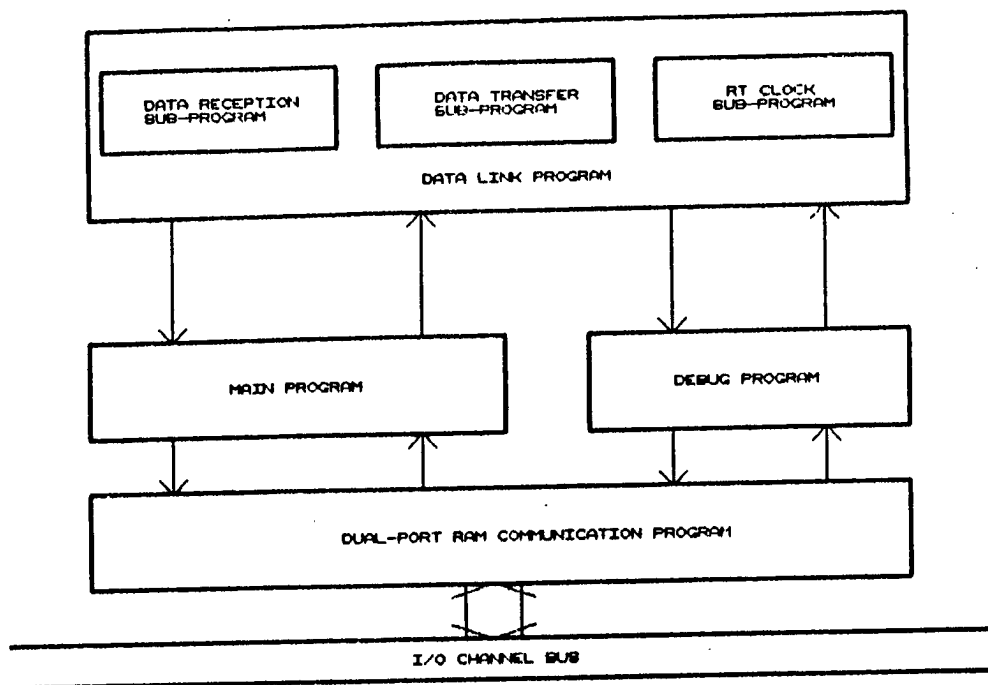 DATA RECEPTION
SUB-PROGRAM
DATA TRANSFER
SUB-PROGRAM
RT CLOCK
SUB-PROGRAM
DATA LINK PROGRAM
MAIN PROGRAM
DEBUG PROGRAM
DUAL-PORT RAM COMMUNICATION PROGRAM
I/O CHANNEL BUS